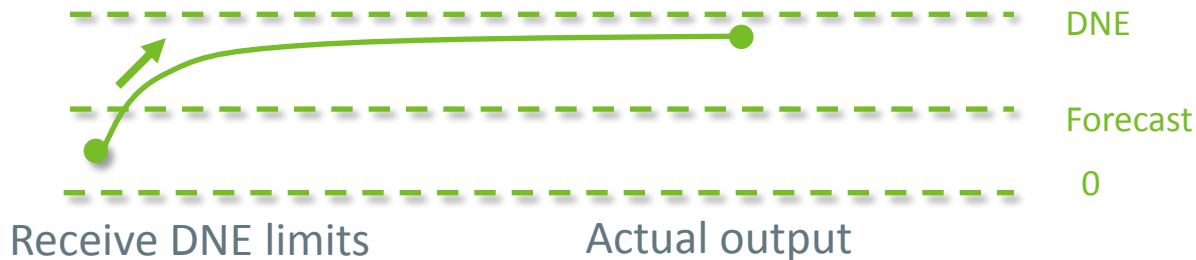 DNE
Forecast
0
Receive DNE limits
Actual output